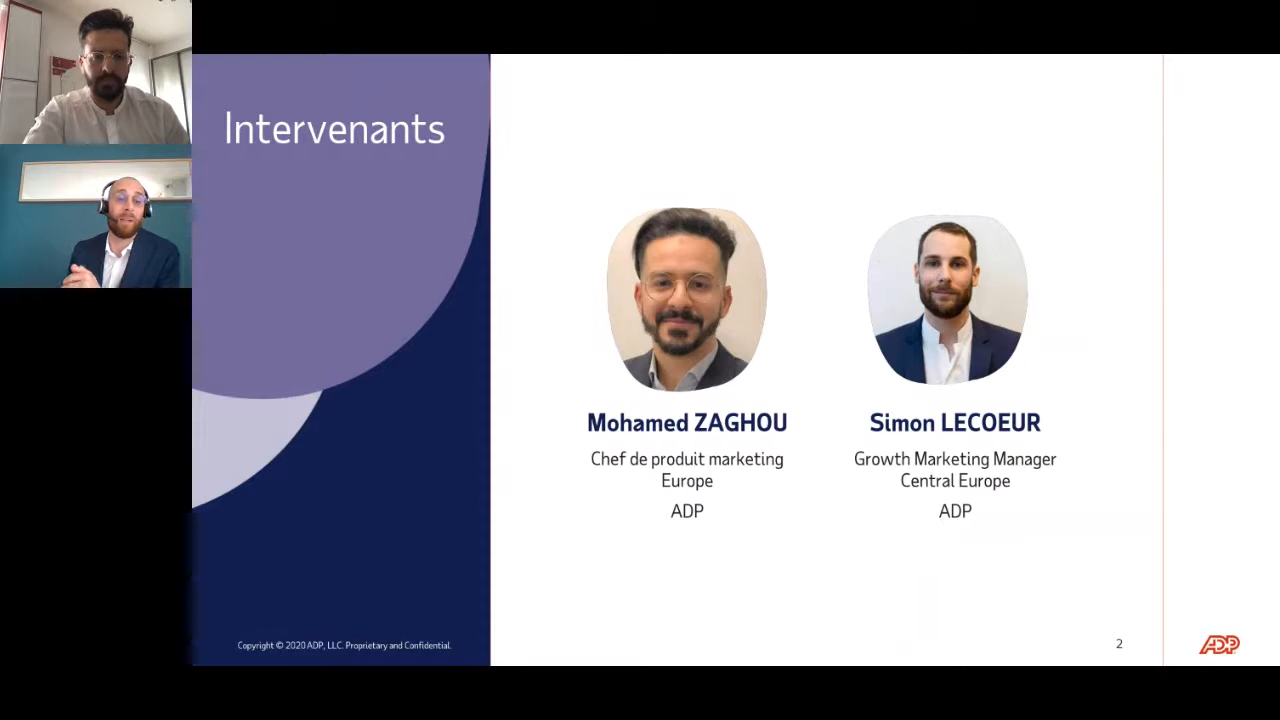 Intervenants
Mohamed ZAGHOU
Chef de produit marketing
Europe
ADP
Simon LECOEUR
Growth Marketing Manager
Central Europe
ADP
Copyright © 2020 ADP, LLC. Proprietary and Confidential.
2
ADP